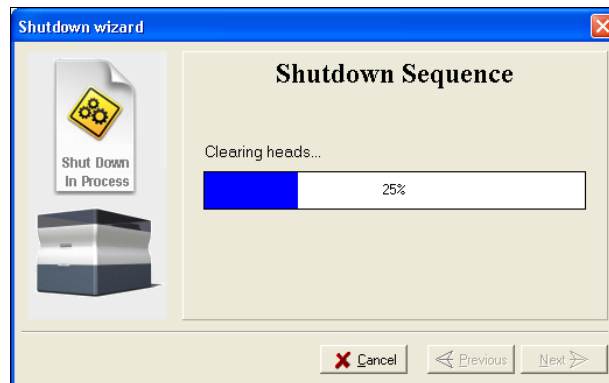 Shutdown wizard
Shutdown Sequence
Shut Down
In Process
Clearing heads...
25%
Cancel
Previous
Next